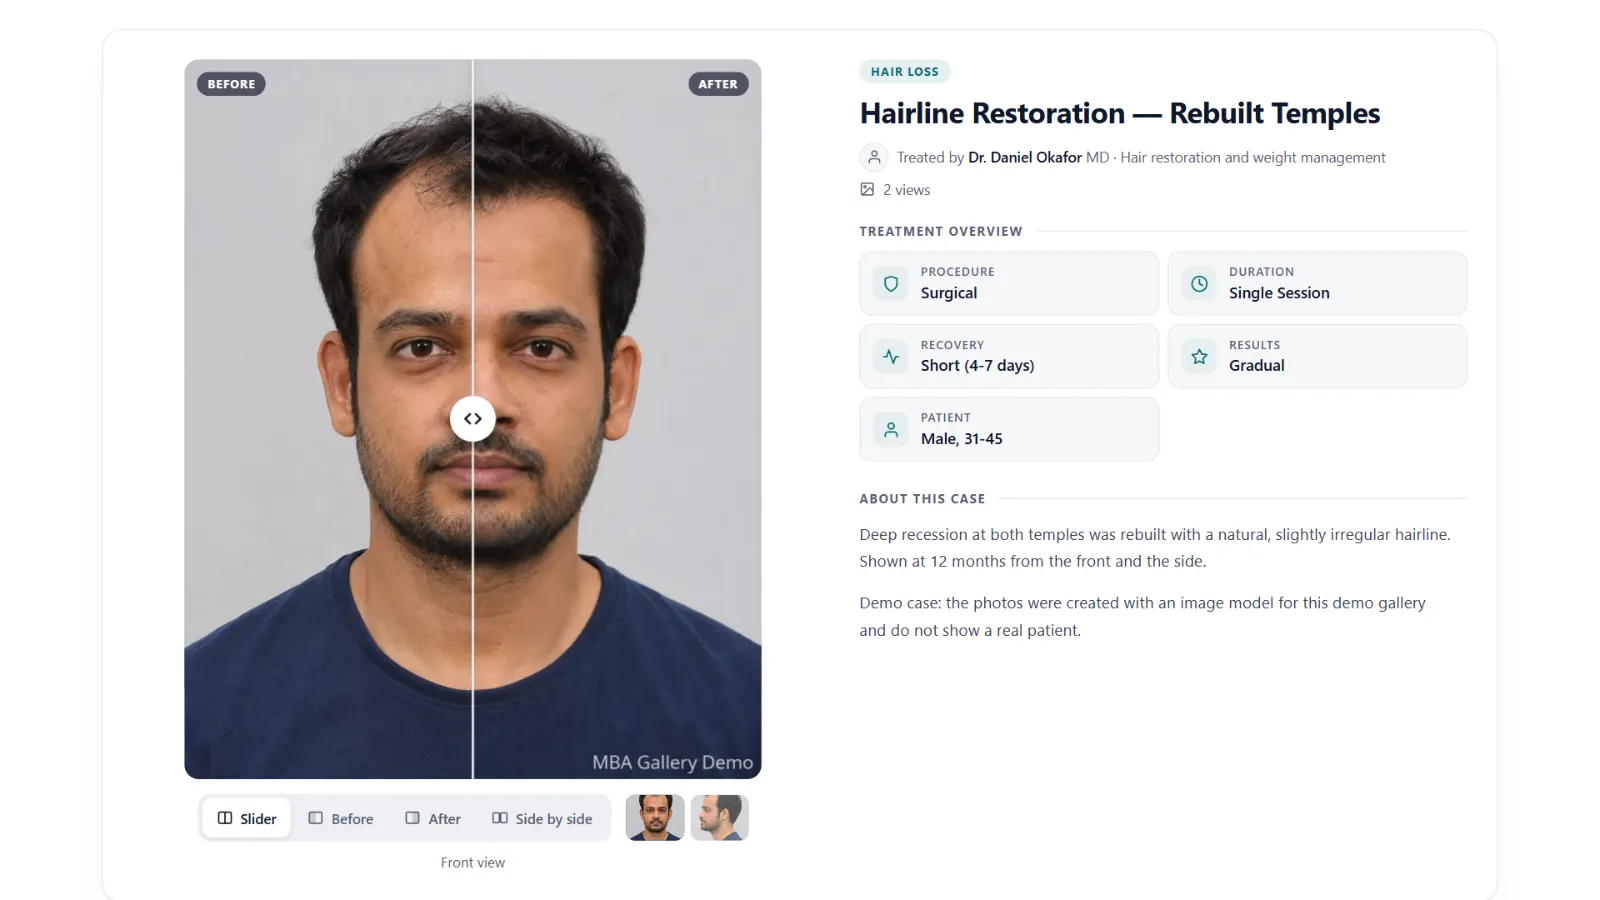 BEFORE
AFTER
MBA Gallery Demo
Slider
Before
After
Side by side
Front view
HAIR LOSS
Hairline Restoration — Rebuilt Temples
Treated by Dr. Daniel Okafor MD · Hair restoration and weight management
2 views
TREATMENT OVERVIEW
PROCEDURE
Surgical
DURATION
Single Session
RECOVERY
Short (4-7 days)
RESULTS
Gradual
PATIENT
Male, 31-45
ABOUT THIS CASE
Deep recession at both temples was rebuilt with a natural, slightly irregular hairline.
Shown at 12 months from the front and the side.
Demo case: the photos were created with an image model for this demo gallery
and do not show a real patient.